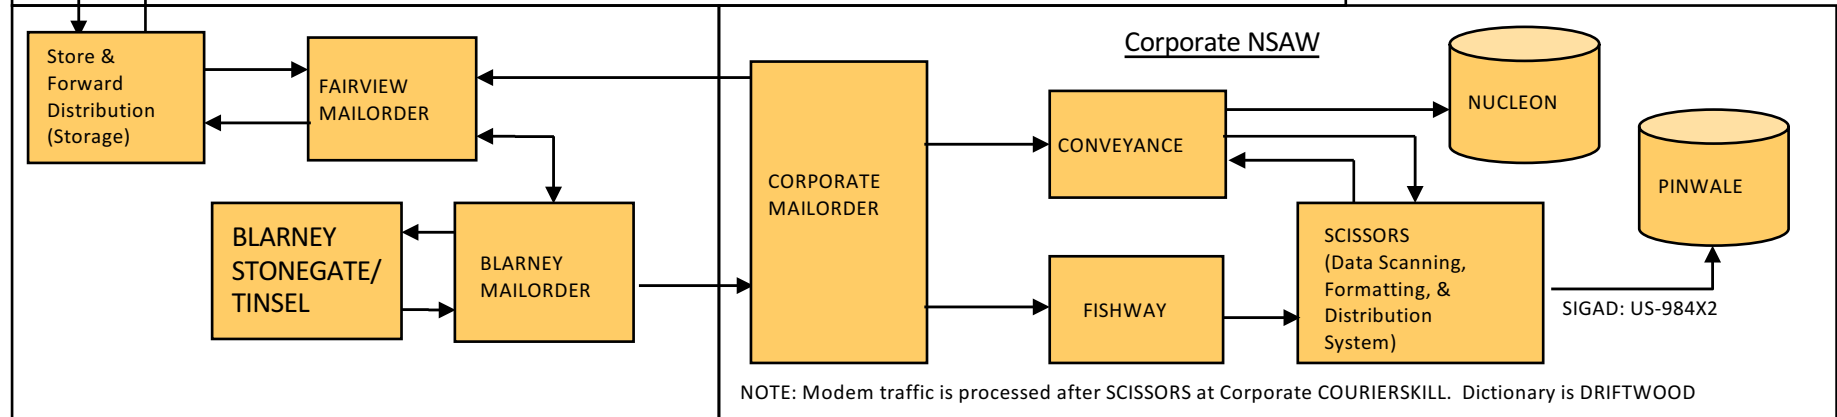 Store &
Forward
Distribution
(Storage)
FAIRVIEW
MAILORDER
BLARNEY
STONEGATE/
TINSEL
BLARNEY
MAILORDER
Corporate NSAW
CORPORATE
MAILORDER
CONVEYANCE
FISHWAY
NUCLEON
PINWALE
SCISSORS
(Data Scanning,
Formatting, &
Distribution
System)
SIGAD: US-984X2
NOTE: Modem traffic is processed after SCISSORS at Corporate COURIERSKILL.  Dictionary is DRIFTWOOD